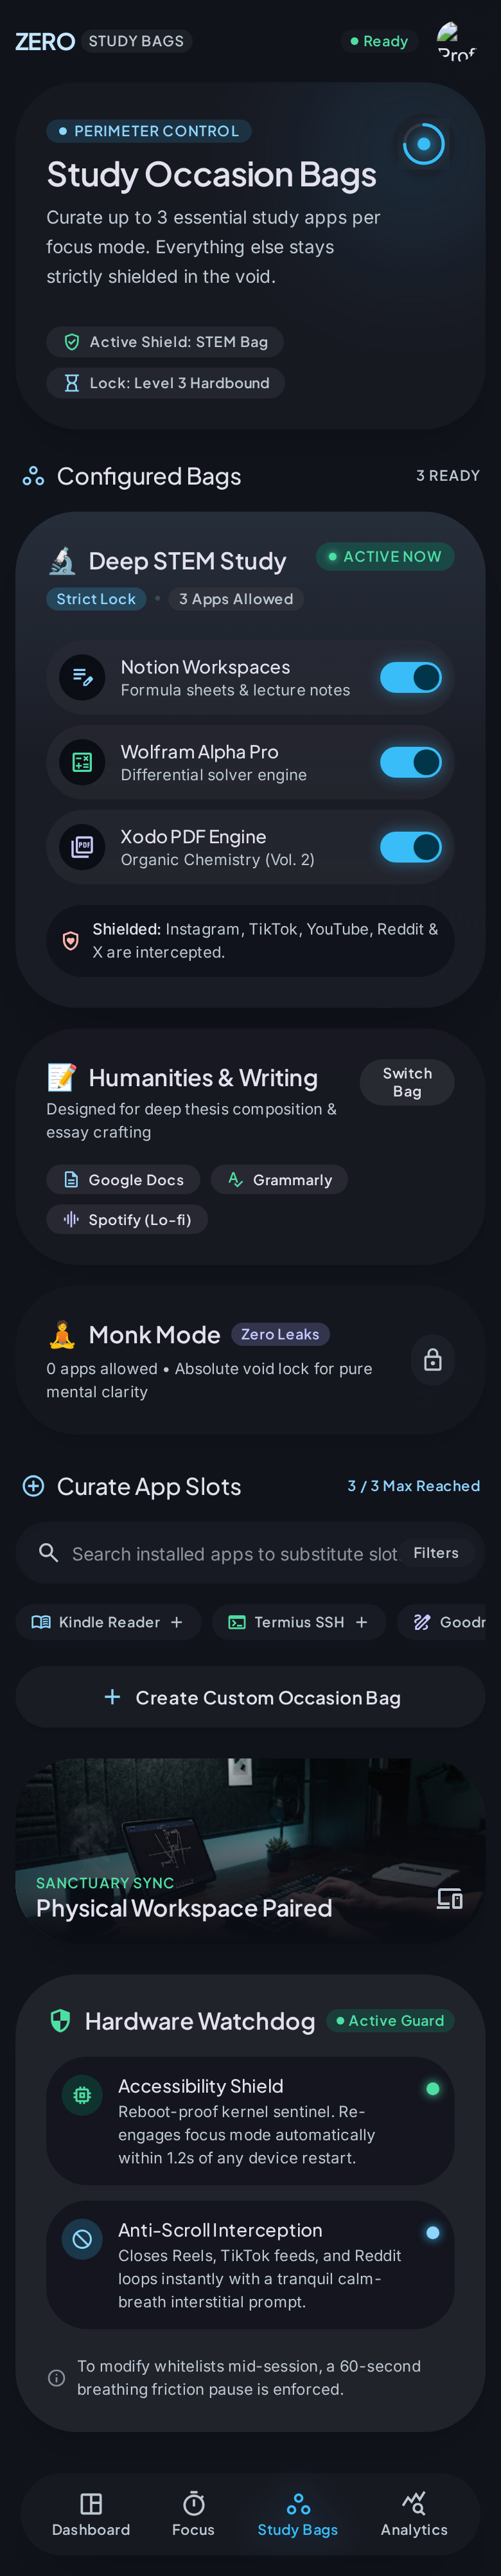 ZERO STUDY BAGS
Ready
Prof
PERIMETER CONTROL
Study Occasion Bags
Curate up to 3 essential study apps per
focus mode. Everything else stays
strictly shielded in the void.
Active Shield: STEM Bag
Lock: Level 3 Hardbound
Configured Bags
3 READY
Deep STEM Study
ACTIVE NOW
Strict Lock • 3 Apps Allowed
Notion Workspaces
Formula sheets & lecture notes
Wolfram Alpha Pro
Differential solver engine
PDF
Xodo PDF Engine
Organic Chemistry (Vol. 2)
Shielded: Instagram, TikTok, YouTube, Reddit &
X are intercepted.
Humanities & Writing
Switch
Bag
Designed for deep thesis composition &
essay crafting
Google Docs
Grammarly
Spotify (Lo-fi)
Monk Mode
Zero Leaks
0 apps allowed • Absolute void lock for pure
mental clarity
Curate App Slots
3 / 3 Max Reached
Search installed apps to substitute slot
Filters
Kindle Reader +
Termius SSH +
Goodn
+ Create Custom Occasion Bag
SANCTUARY SYNC
Physical Workspace Paired
Hardware Watchdog
Active Guard
Accessibility Shield
Reboot-proof kernel sentinel. Re-
engages focus mode automatically
within 1.2s of any device restart.
Anti-Scroll Interception
Closes Reels, TikTok feeds, and Reddit
loops instantly with a tranquil calm-
breath interstitial prompt.
To modify whitelists mid-session, a 60-second
breathing friction pause is enforced.
Dashboard
Focus
Study Bags
Analytics